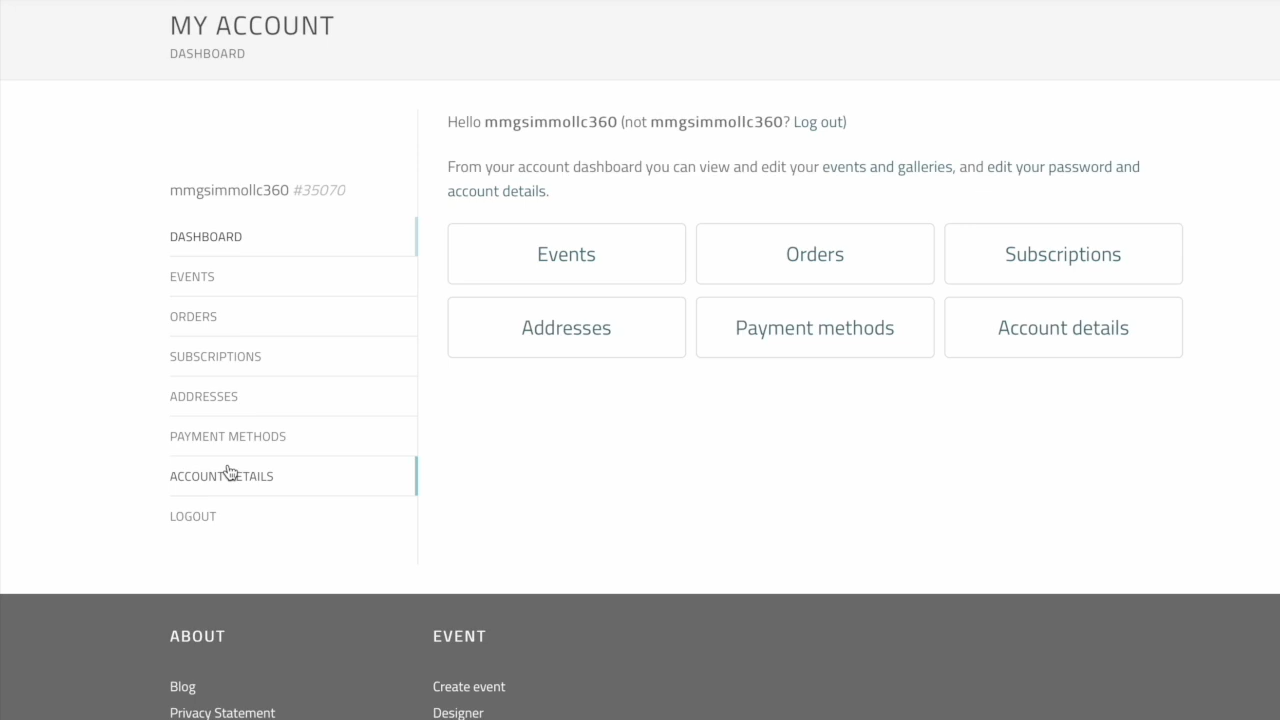 MY ACCOUNT
DASHBOARD
mmgsimmollc360 #35070
DASHBOARD
EVENTS
ORDERS
SUBSCRIPTIONS
ADDRESSES
PAYMENT METHODS
ACCOUNT DETAILS
LOGOUT
Hello mmgsimmollc360 (not mmgsimmollc360? Log out)
From your account dashboard you can view and edit your events and galleries, and edit your password and
account details.
Events
Orders
Subscriptions
Addresses
Payment methods
Account details
ABOUT
Blog
Privacy Statement
EVENT
Create event
Designer